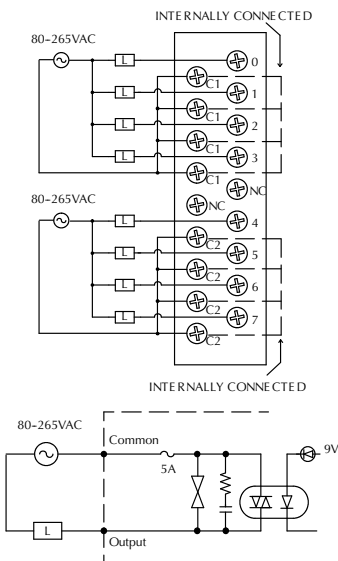 INTERNALLY CONNECTED
80-265VAC
L
0
C1
L
1
C1
L
2
C1
L
3
C1
NC
NC
80-265VAC
L
4
C2
L
5
C2
L
6
C2
L
7
C2
INTERNALLY CONNECTED
80-265VAC
Common
5A
9V
L
Output